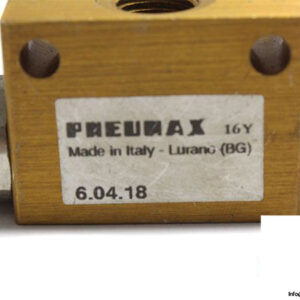 PNEUMAX 16Y
Made in Italy - Lurano (BG)
6.04.18